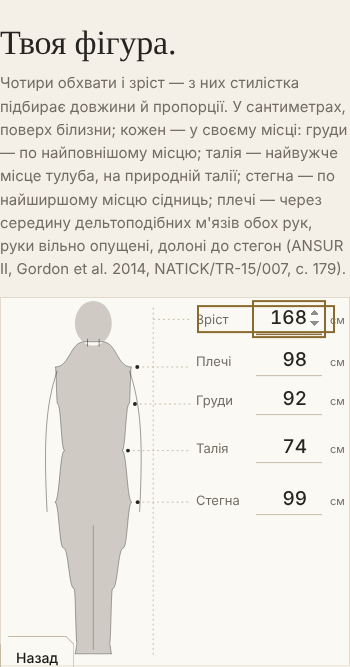 Твоя фігура.
Чотири обхвати і зріст — з них стилістка
підбирає довжини й пропорції. У сантиметрах,
поверх білизни; кожен — у своєму місці: груди
— по найповнішому місцю; талія — найвужче
місце тулуба, на природній талії; стегна — по
найширшому місцю сідниць; плечі — через
середину дельтоподібних м'язів обох рук,
руки вільно опущені, долоні до стегон (ANSUR
II, Gordon et al. 2014, NATICK/TR-15/007, с. 179).
Зріст 168 см
Плечі 98 см
Груди 92 см
Талія 74 см
Стегна 99 см
Назад